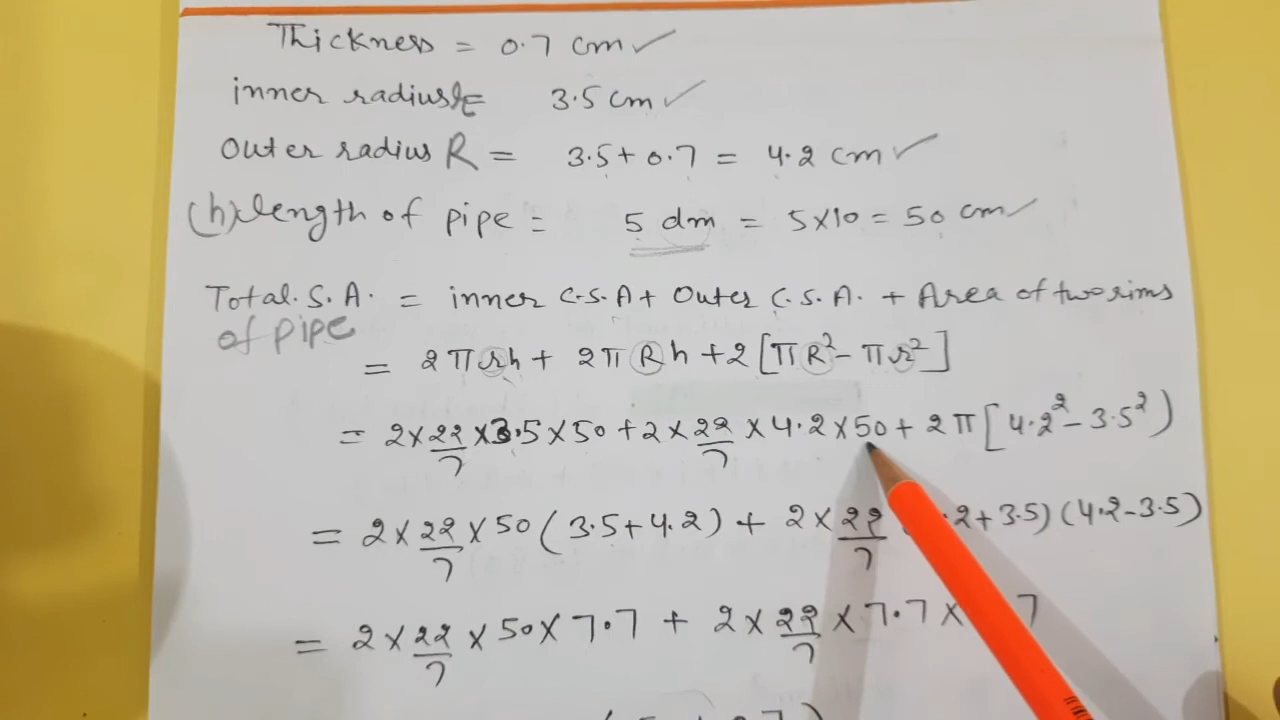 Thickness = 0.7 cm ✓
inner radius r = 3.5 cm ✓
Outer radius R = 3.5 + 0.7 = 4.2 cm ✓
(h) length of pipe = 5 dm = 5×10 = 50 cm ✓
Total. S. A. = inner C.S.A + Outer C.S.A. + Area of two rims
of pipe
= 2πrh + 2πRh + 2[πR² - πr²]
= 2×22/7 ×3.5×50 + 2×22/7 ×4.2×50 + 2π[4.2² - 3.5²)
= 2×22/7 ×50(3.5+4.2) + 2×22/7 .2+3.5)(4.2-3.5)
= 2×22/7 ×50×7.7 + 2×22/7 ×7.7× 7